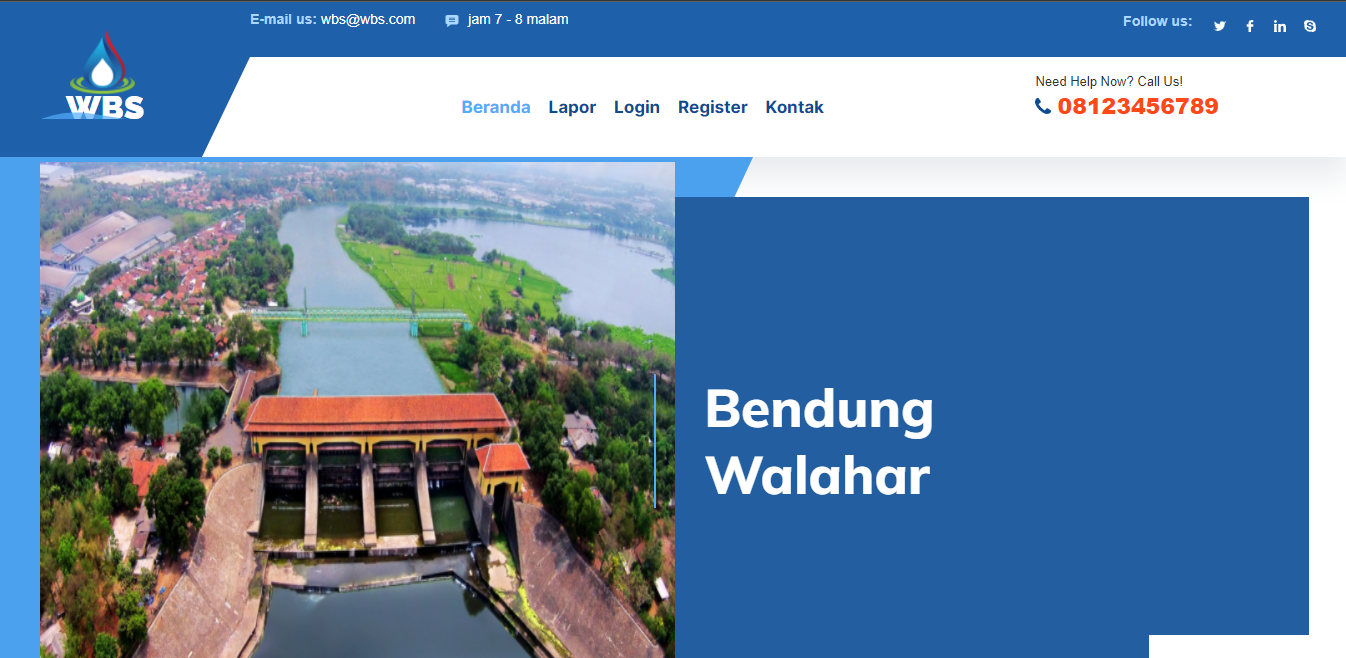 E-mail us: wbs@wbs.com
jam 7 - 8 malam
Follow us:
WBS
Beranda Lapor Login Register Kontak
Need Help Now? Call Us!
08123456789
Bendung
Walahar